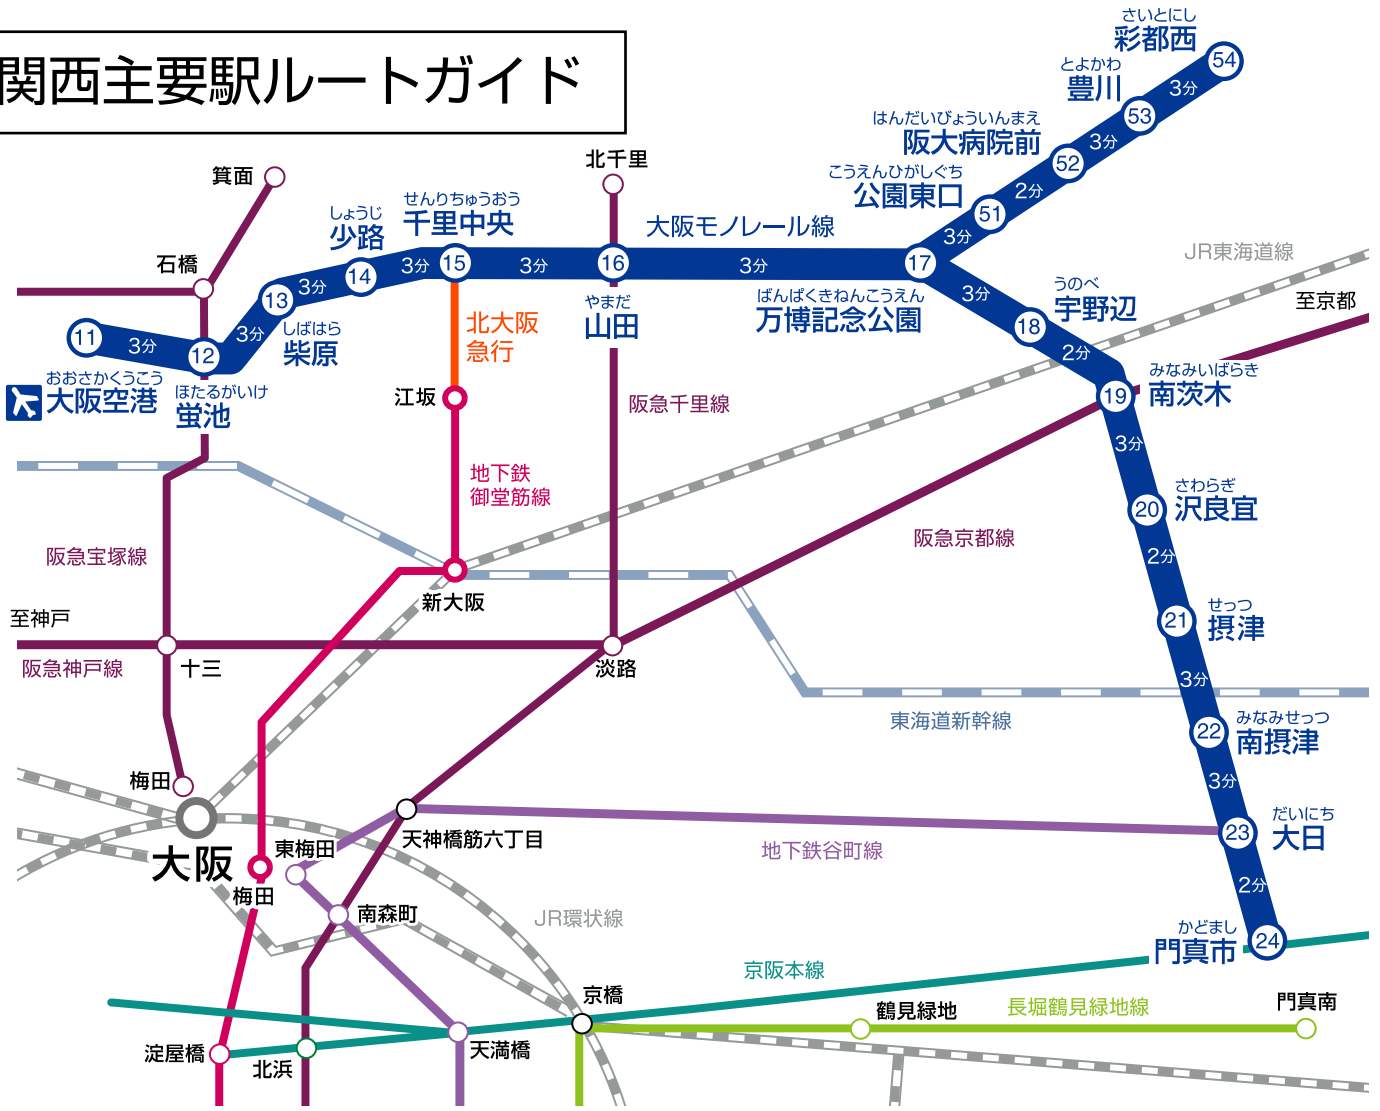 関西主要駅ルートガイド
さいとにし
彩都西
54
3分
とよかわ
豊川
53
3分
はんだいびょういんまえ
阪大病院前
52
2分
こうえんひがしぐち
公園東口
51
3分
箕面
北千里
せんりちゅうおう
千里中央
しょうじ
少路
大阪モノレール線
JR東海道線
石橋
3分
14
3分
15
3分
16
3分
17
13
3分
うのべ
宇野辺
至京都
11
3分
12
3分
しばはら
柴原
北大阪
急行
やまだ
山田
ばんぱくきねんこうえん
万博記念公園
18
2分
おおさかくうこう
大阪空港
ほたるがいけ
蛍池
江坂
阪急千里線
19
みなみいばらき
南茨木
3分
地下鉄
御堂筋線
さわらぎ
沢良宜
20
阪急京都線
2分
阪急宝塚線
新大阪
至神戸
せっつ
摂津
21
阪急神戸線
十三
淡路
3分
東海道新幹線
みなみせっつ
南摂津
22
3分
梅田
だいにち
大日
23
天神橋筋六丁目
地下鉄谷町線
東梅田
大阪
梅田
2分
南森町
JR環状線
かどまし
門真市
24
京阪本線
京橋
鶴見緑地
長堀鶴見緑地線
門真南
淀屋橋
北浜
天満橋